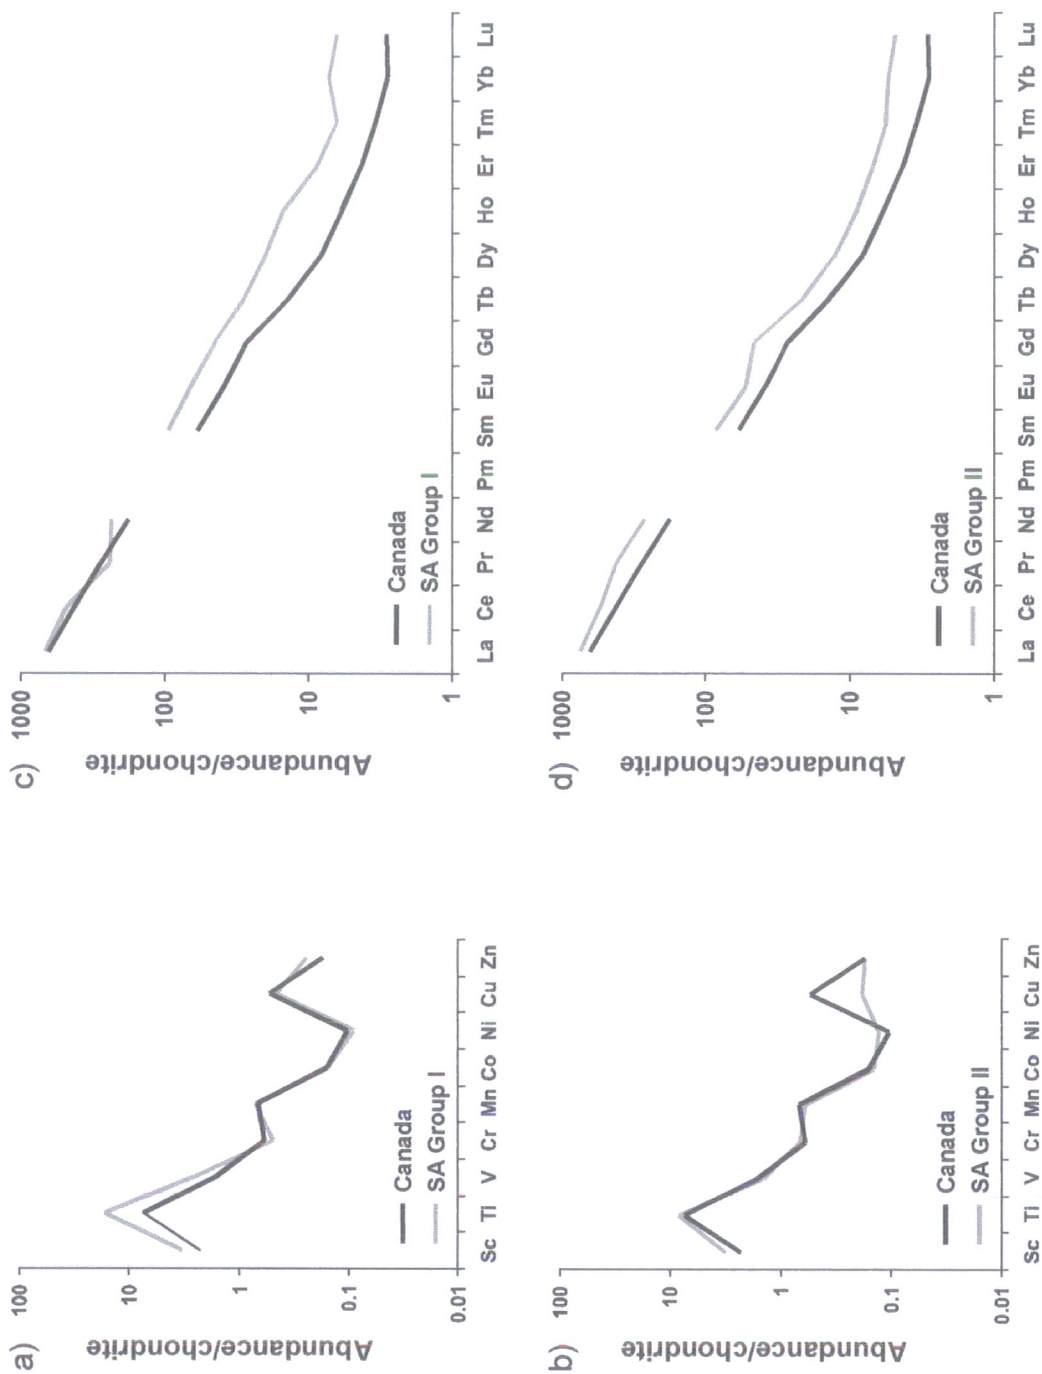 a)
Abundance/chondrite
100
10
1
0.1
0.01
Canada
SA Group I
Sc Ti V Cr Mn Co Ni Cu Zn
b)
Abundance/chondrite
100
10
1
0.1
0.01
Canada
SA Group II
Sc Ti V Cr Mn Co Ni Cu Zn
c)
Abundance/chondrite
1000
100
10
1
Canada
SA Group I
La Ce Pr Nd Pm Sm Eu Gd Tb Dy Ho Er Tm Yb Lu
d)
Abundance/chondrite
1000
100
10
1
Canada
SA Group II
La Ce Pr Nd Pm Sm Eu Gd Tb Dy Ho Er Tm Yb Lu